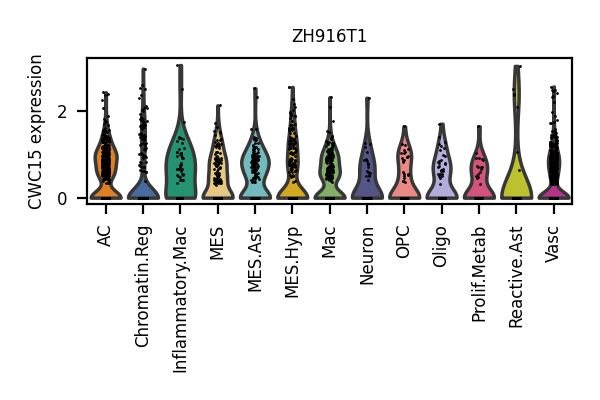 ZH916T1
CWC15 expression
2
0
AC
Chromatin.Reg
Inflammatory.Mac
MES
MES.Ast
MES.Hyp
Mac
Neuron
OPC
Oligo
Prolif.Metab
Reactive.Ast
Vasc